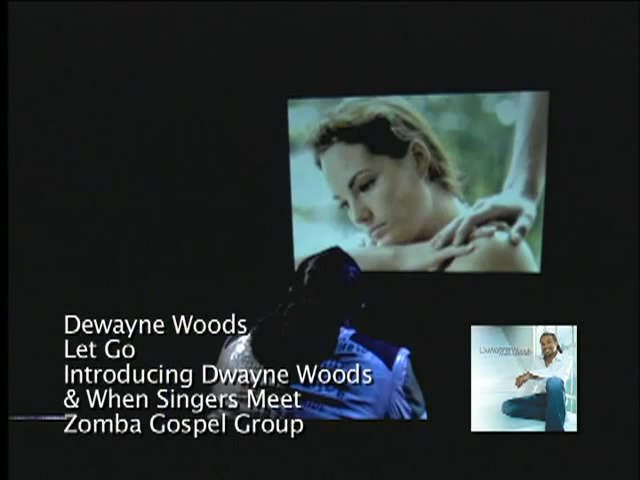 Dewayne Woods
Let Go
Introducing Dwayne Woods
& When Singers Meet
Zomba Gospel Group